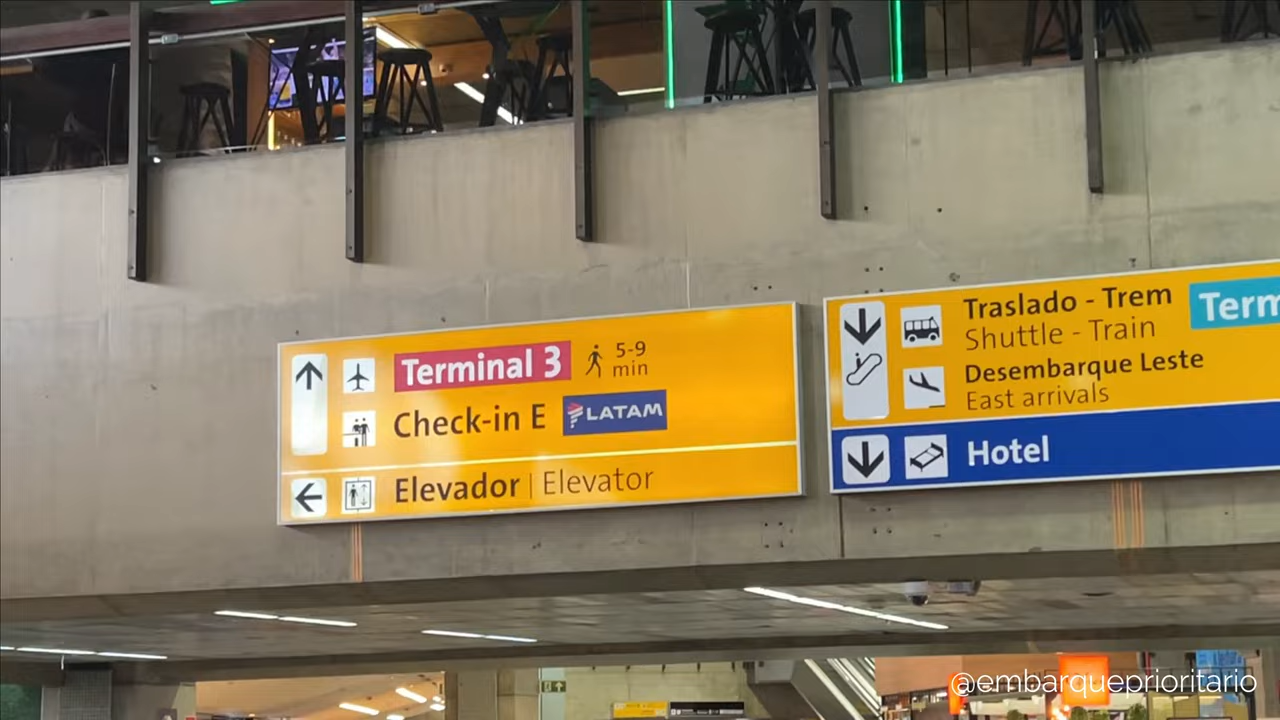 Terminal 3 5-9 min
Check-in E LATAM
Elevador | Elevator
Traslado - Trem
Shuttle - Train
Desembarque Leste
East arrivals
Hotel
@embarqueprioritario